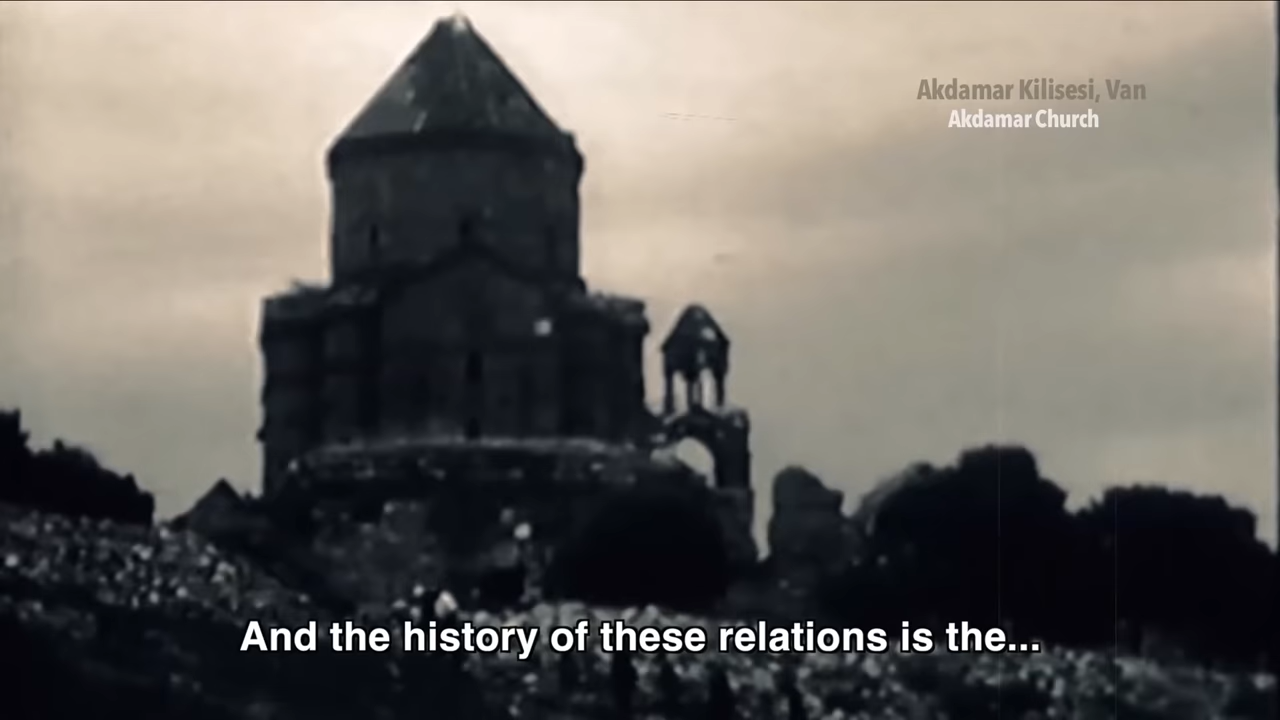 Akdamar Kilisesi, Van
Akdamar Church
And the history of these relations is the...